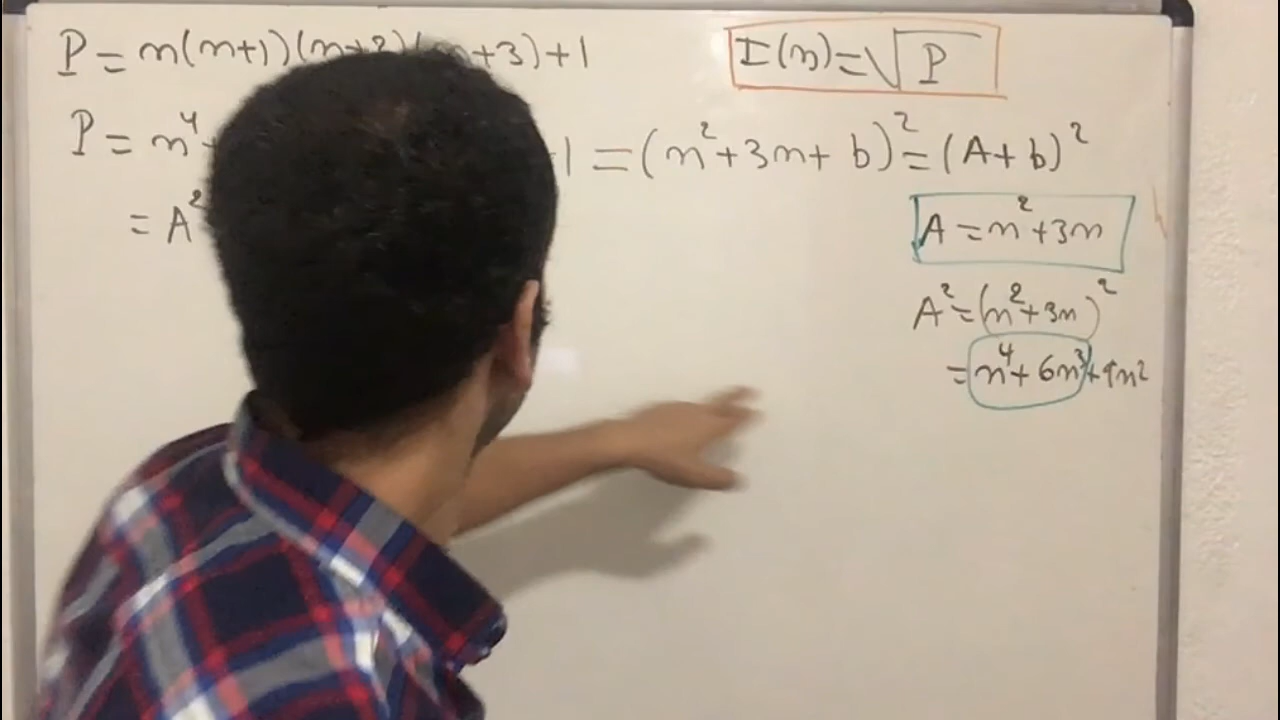 P = n(n+1)(n+2)(n+3)+1
I(n)=√P
P = n⁴+ +1 = (n²+3n+ b)² = (A+b)²
= A²
A = n²+3n
A² = (n²+3n)²
= n⁴+6n³+9n²